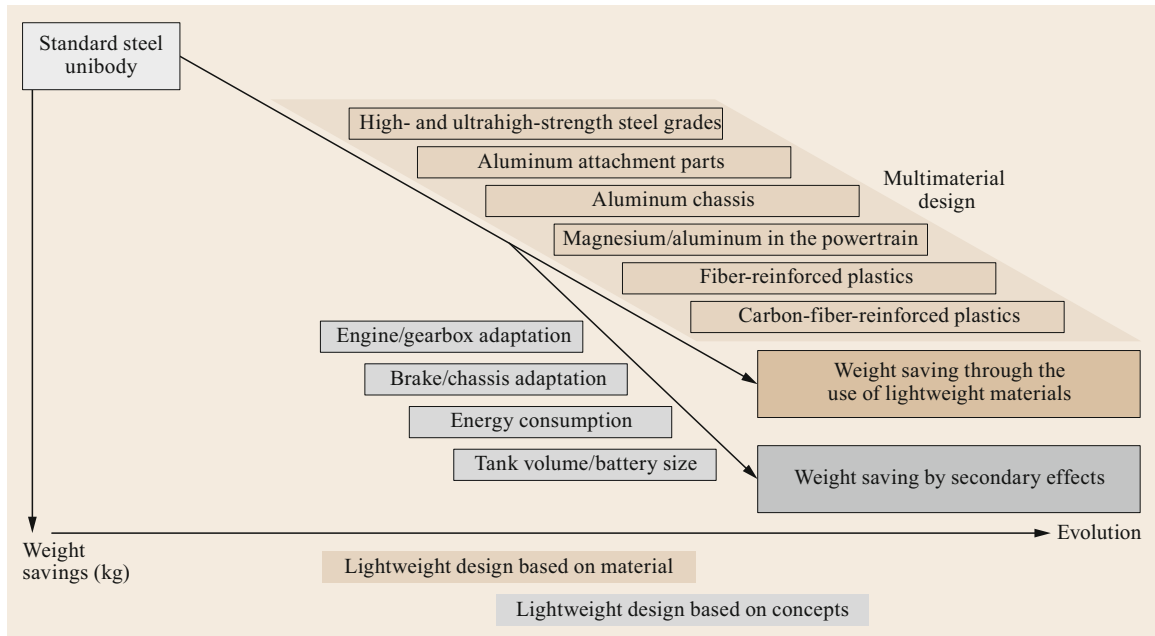 Standard steel
unibody
High- and ultrahigh-strength steel grades
Aluminum attachment parts
Aluminum chassis
Multimaterial
design
Magnesium/aluminum in the powertrain
Fiber-reinforced plastics
Carbon-fiber-reinforced plastics
Engine/gearbox adaptation
Brake/chassis adaptation
Energy consumption
Tank volume/battery size
Weight saving through the
use of lightweight materials
Weight saving by secondary effects
Evolution
Weight
savings (kg)
Lightweight design based on material
Lightweight design based on concepts